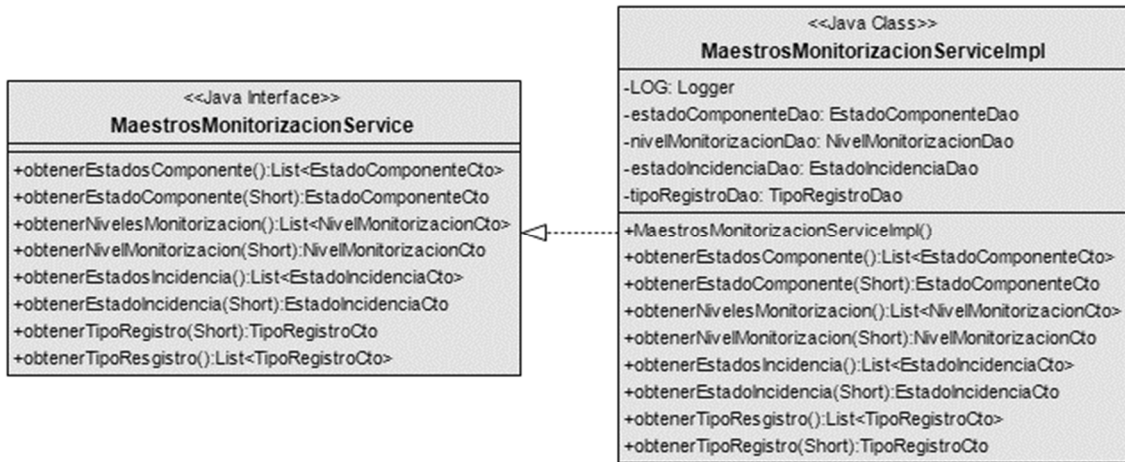 <<Java Interface>>
MaestrosMonitorizacionService
+obtenerEstadosComponente():List<EstadoComponenteCto>
+obtenerEstadoComponente(Short):EstadoComponenteCto
+obtenerNivelesMonitorizacion():List<NivelMonitorizacionCto>
+obtenerNivelMonitorizacion(Short):NivelMonitorizacionCto
+obtenerEstadosIncidencia():List<EstadoIncidenciaCto>
+obtenerEstadoIncidencia(Short):EstadoIncidenciaCto
+obtenerTipoRegistro(Short):TipoRegistroCto
+obtenerTipoResgistro():List<TipoRegistroCto>
<<Java Class>>
MaestrosMonitorizacionServiceImpl
-LOG: Logger
-estadoComponenteDao: EstadoComponenteDao
-nivelMonitorizacionDao: NivelMonitorizacionDao
-estadoIncidenciaDao: EstadoIncidenciaDao
-tipoRegistroDao: TipoRegistroDao
+MaestrosMonitorizacionServiceImpl()
+obtenerEstadosComponente():List<EstadoComponenteCto>
+obtenerEstadoComponente(Short):EstadoComponenteCto
+obtenerNivelesMonitorizacion():List<NivelMonitorizacionCto>
+obtenerNivelMonitorizacion(Short):NivelMonitorizacionCto
+obtenerEstadosIncidencia():List<EstadoIncidenciaCto>
+obtenerEstadoIncidencia(Short):EstadoIncidenciaCto
+obtenerTipoResgistro():List<TipoRegistroCto>
+obtenerTipoRegistro(Short):TipoRegistroCto